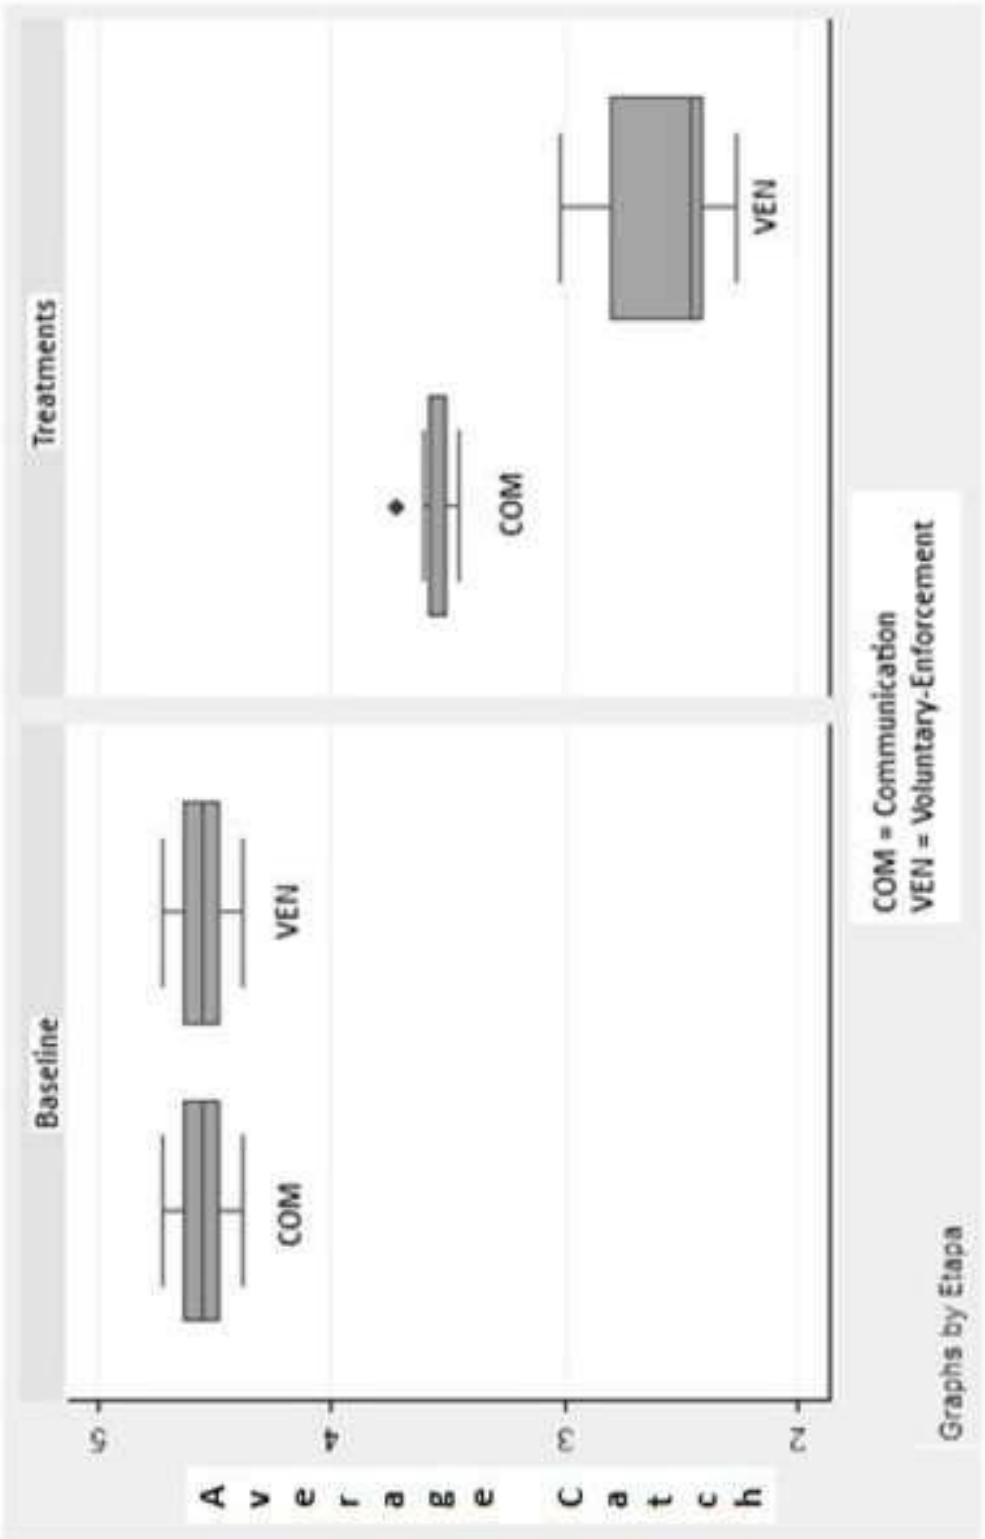 Baseline
Treatments
Average Catch
5
4
3
2
COM
VEN
COM
VEN
COM = Communication
VEN = Voluntary-Enforcement
Graphs by Etapa